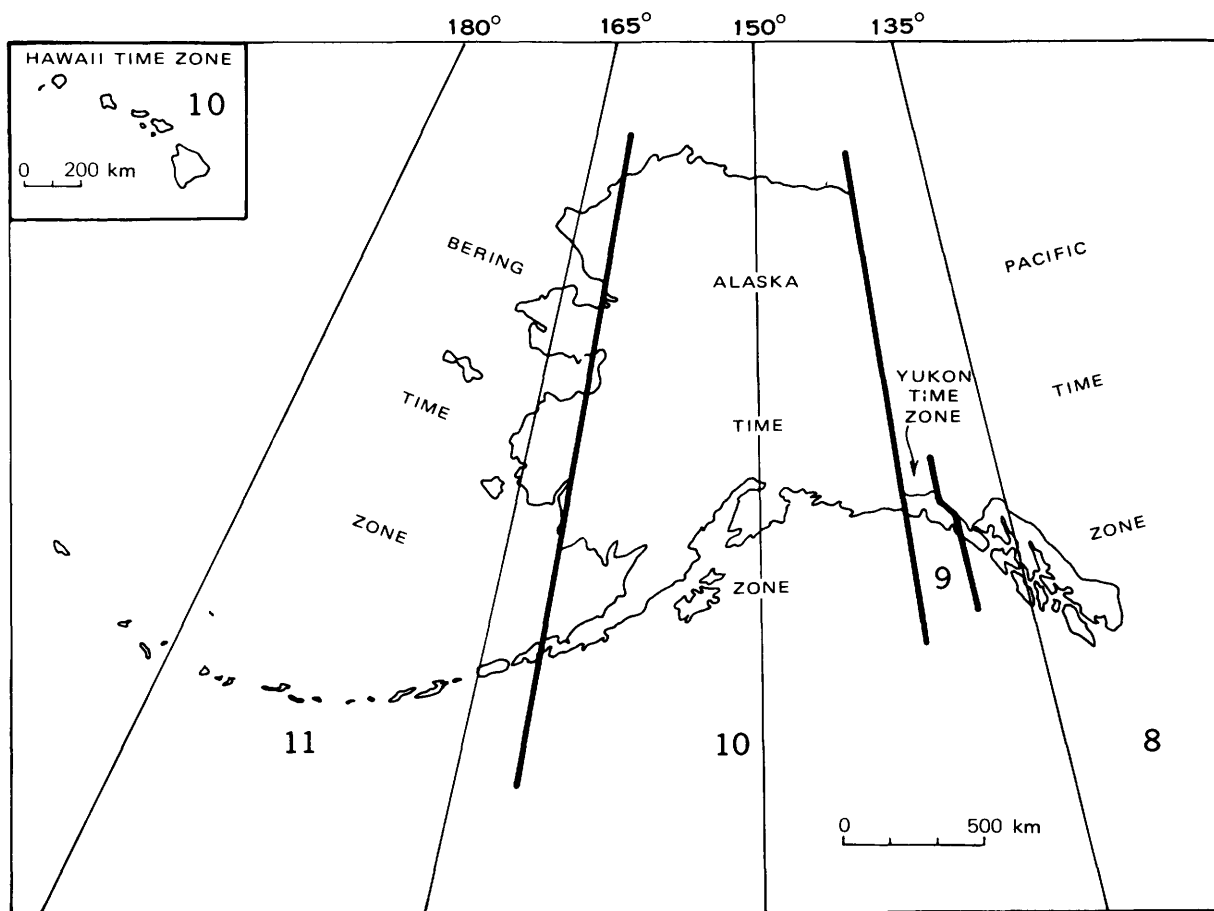 180° 165° 150° 135°
HAWAII TIME ZONE
10
0 200 km
BERING
TIME
ZONE
11
ALASKA
TIME
ZONE
10
YUKON
TIME
ZONE
9
PACIFIC
TIME
ZONE
8
0 500 km